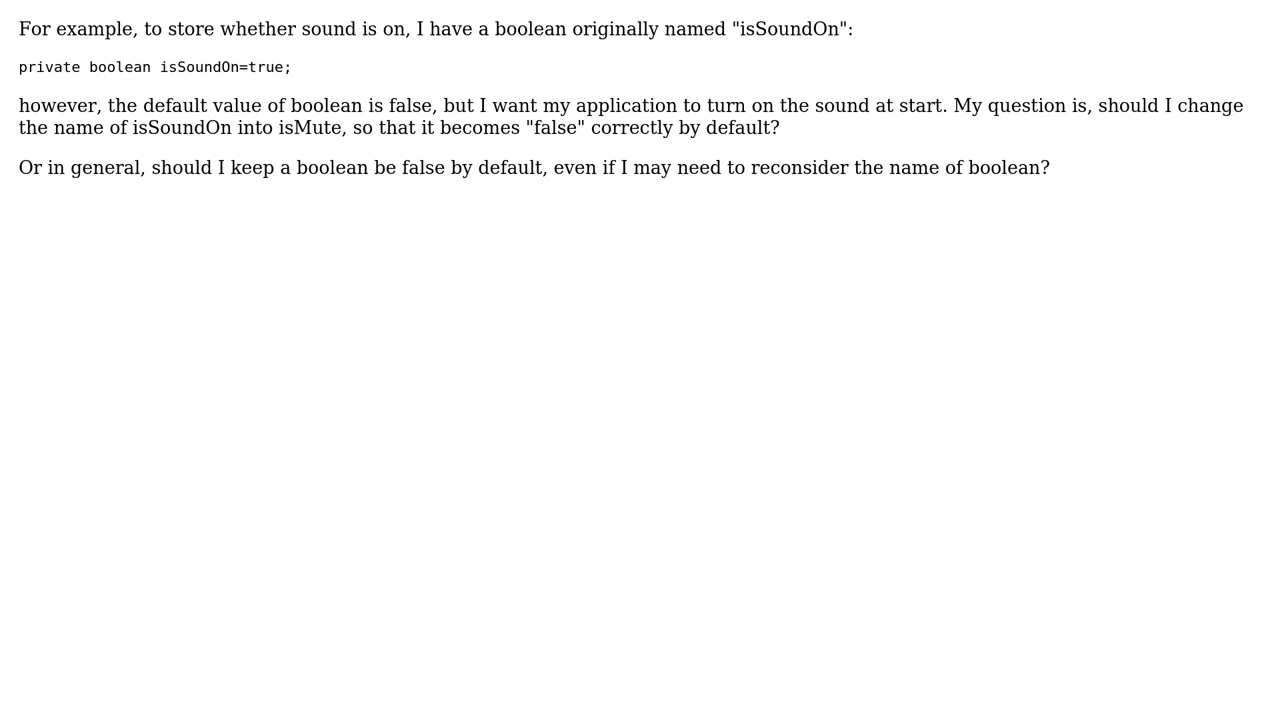 For example, to store whether sound is on, I have a boolean originally named "isSoundOn":
private boolean isSoundOn=true;
however, the default value of boolean is false, but I want my application to turn on the sound at start. My question is, should I change
the name of isSoundOn into isMute, so that it becomes "false" correctly by default?
Or in general, should I keep a boolean be false by default, even if I may need to reconsider the name of boolean?